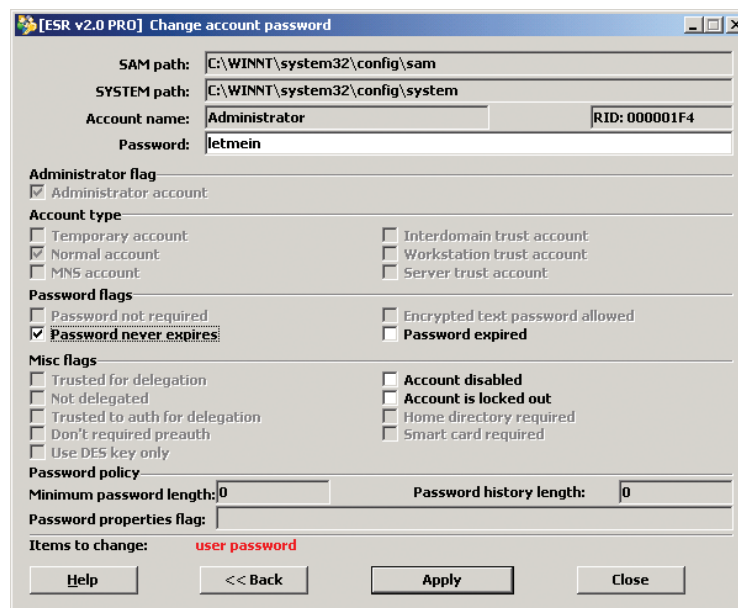 [ESR v2.0 PRO] Change account password
SAM path: C:\WINNT\system32\config\sam
SYSTEM path: C:\WINNT\system32\config\system
Account name: Administrator RID: 000001F4
Password: letmein
Administrator flag
Administrator account
Account type
Temporary account Interdomain trust account
Normal account Workstation trust account
MNS account Server trust account
Password flags
Password not required Encrypted text password allowed
Password never expires Password expired
Misc flags
Trusted for delegation Account disabled
Not delegated Account is locked out
Trusted to auth for delegation Home directory required
Don't required preauth Smart card required
Use DES key only
Password policy
Minimum password length: 0 Password history length: 0
Password properties flag:
Items to change: user password
Help << Back Apply Close